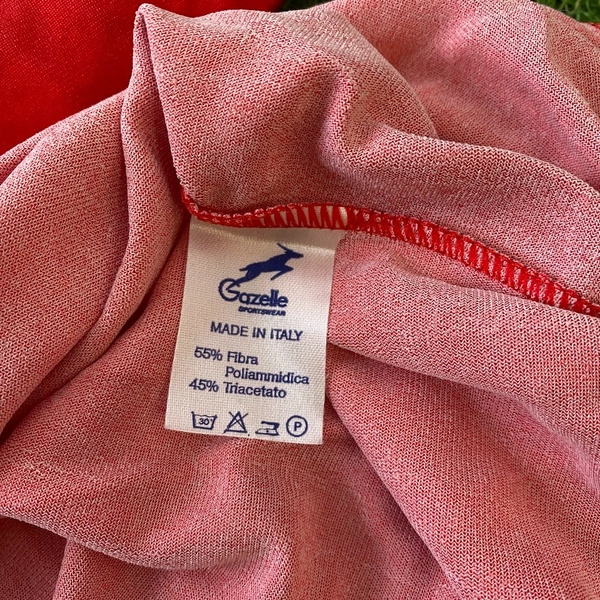 Gazelle
SPORTSWEAR
MADE IN ITALY
55% Fibra
Poliammidica
45% Triacetato
30°
P